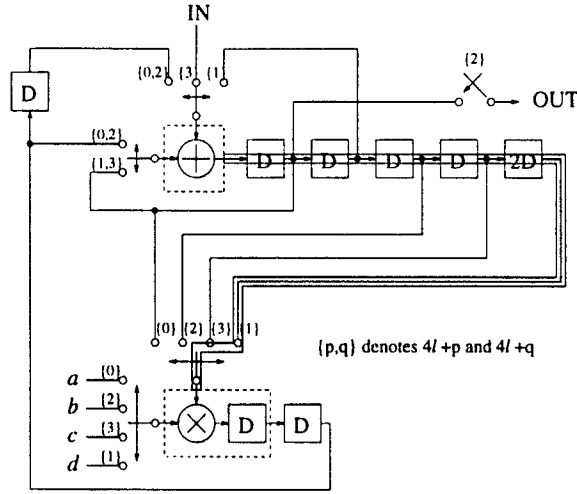 IN
{2}
{0,2} {3} {1}
D
OUT
{0,2}
{1,3}
D D D D 2D
{0} {2} {3} {1}
{p,q} denotes 4l +p and 4l +q
a {0}
b {2}
c {3}
d {1}
D D